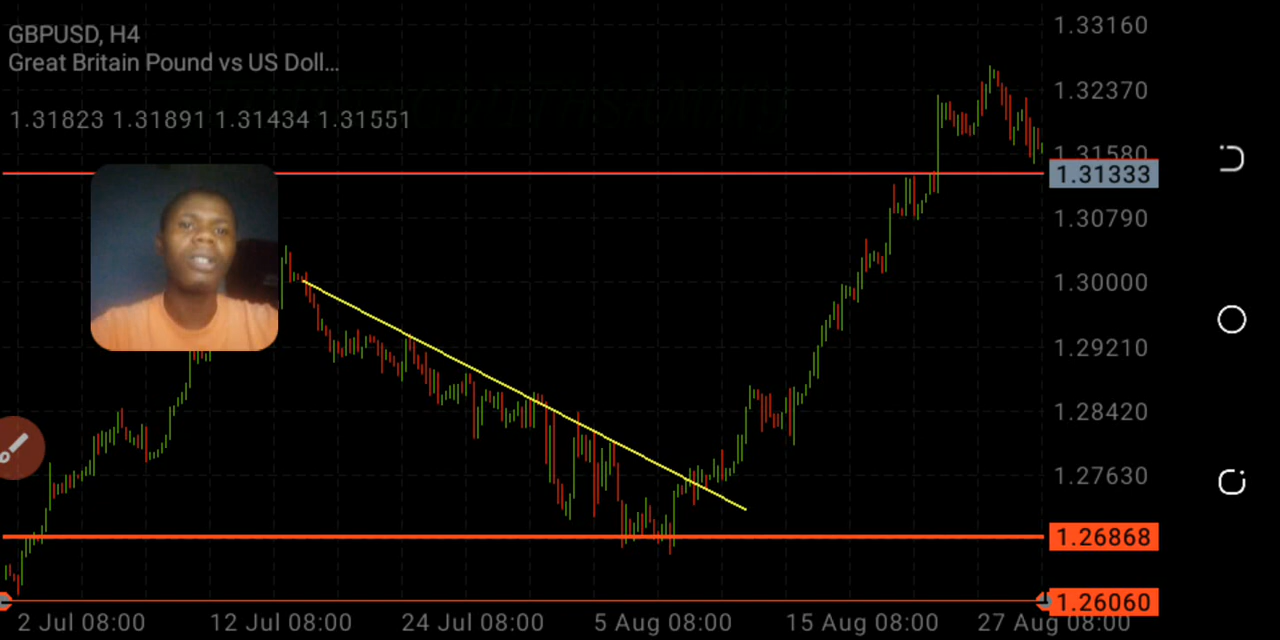 GBPUSD, H4
Great Britain Pound vs US Doll...
1.31823 1.31891 1.31434 1.31551
1.33160
1.32370
1.31580
1.31333
1.30790
1.30000
1.29210
1.28420
1.27630
1.26868
1.26060
2 Jul 08:00 12 Jul 08:00 24 Jul 08:00 5 Aug 08:00 15 Aug 08:00 27 Aug 08:00